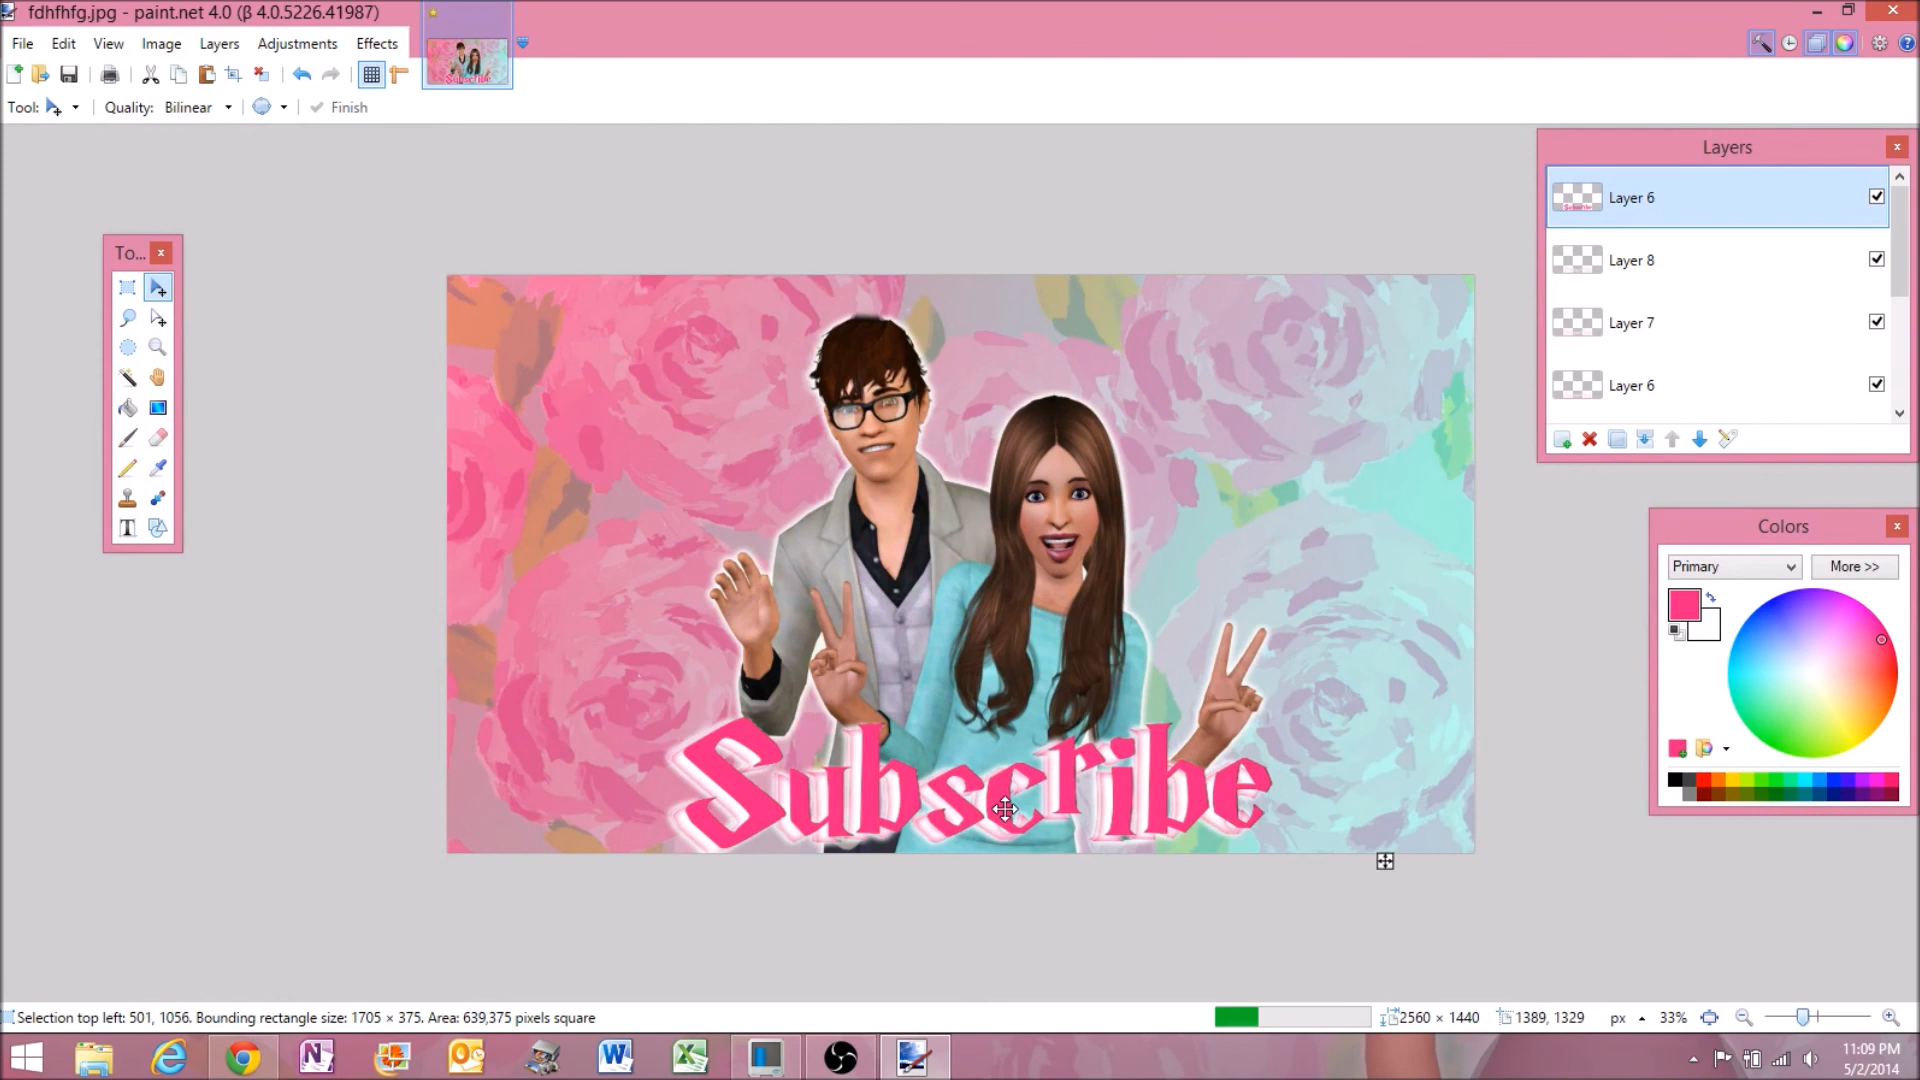 fdhfhfg.jpg - paint.net 4.0 (β 4.0.5226.41987)
File Edit View Image Layers Adjustments Effects
Tool: Quality: Bilinear Finish
Layers
Layer 6
Layer 8
Layer 7
Layer 6
To...
T
Colors
Primary More >>
Subscribe
Selection top left: 501, 1056. Bounding rectangle size: 1705 × 375. Area: 639,375 pixels square
2560 × 1440 1389, 1329 px 33%
11:09 PM
5/2/2014